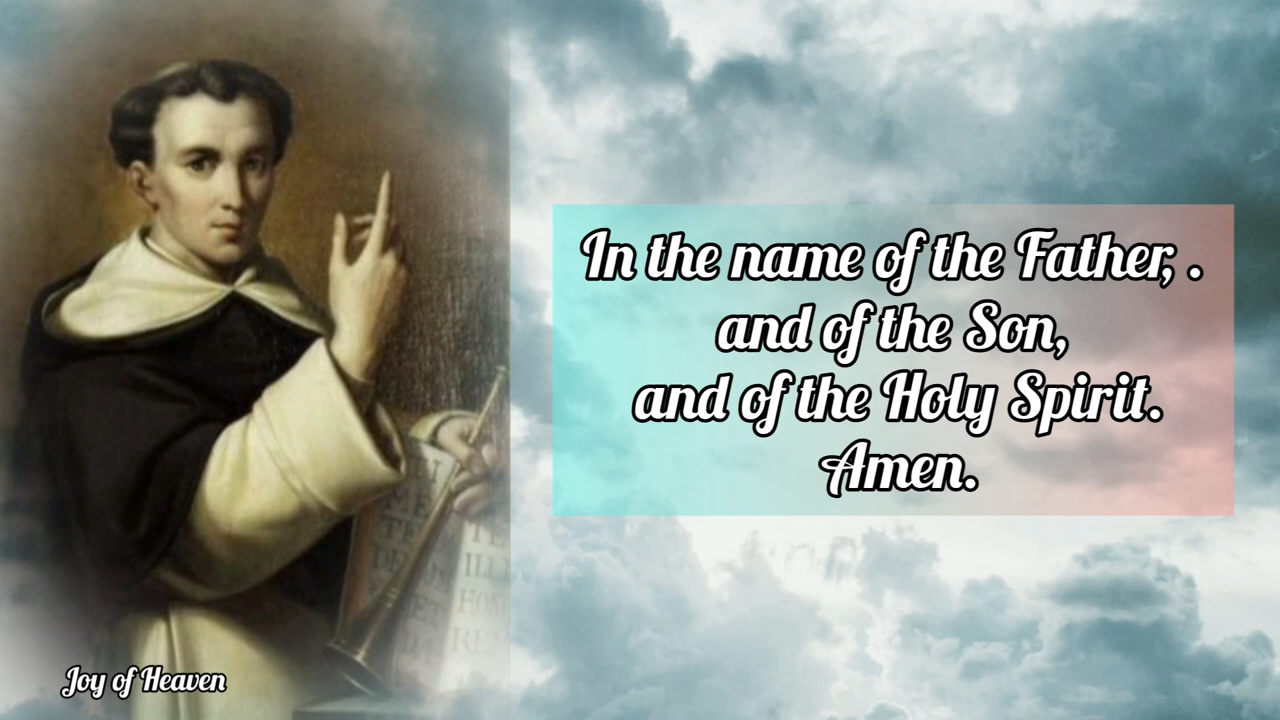 In the name of the Father, .
and of the Son,
and of the Holy Spirit.
Amen.
Joy of Heaven